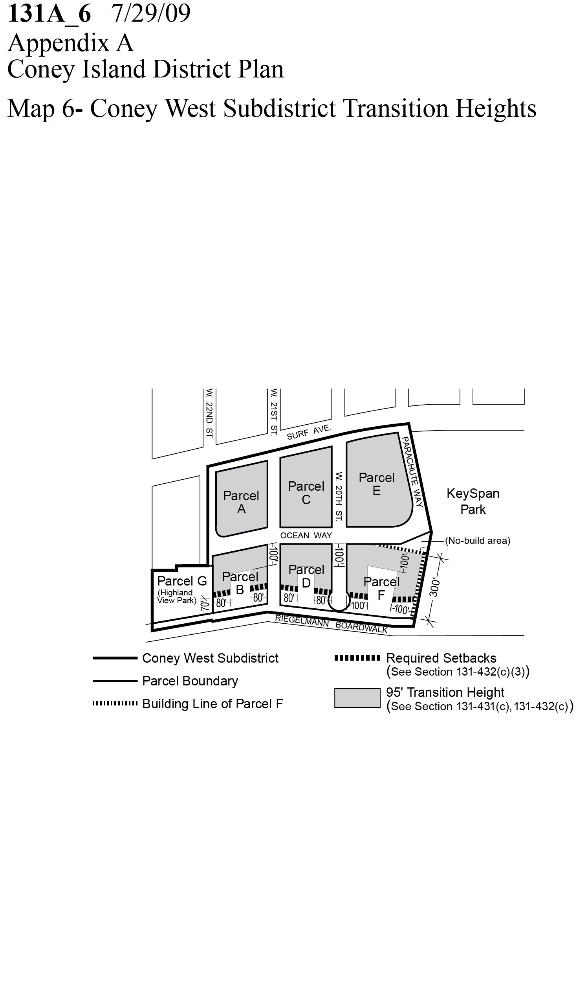 131A_6 7/29/09
Appendix A
Coney Island District Plan
Map 6- Coney West Subdistrict Transition Heights
W. 22ND ST.
W. 21ST ST.
SURF AVE.
PARACHUTE WAY
Parcel
A
Parcel
C
W. 20TH ST.
Parcel
E
KeySpan
Park
OCEAN WAY
(No-build area)
100'
100'
100'
Parcel G
(Highland
View Park)
70'
Parcel
B
80'
80'
Parcel
D
80'
80'
Parcel
F
100'
100'
300'
RIEGELMANN BOARDWALK
Coney West Subdistrict
Parcel Boundary
Building Line of Parcel F
Required Setbacks
(See Section 131-432(c)(3))
95' Transition Height
(See Section 131-431(c), 131-432(c))